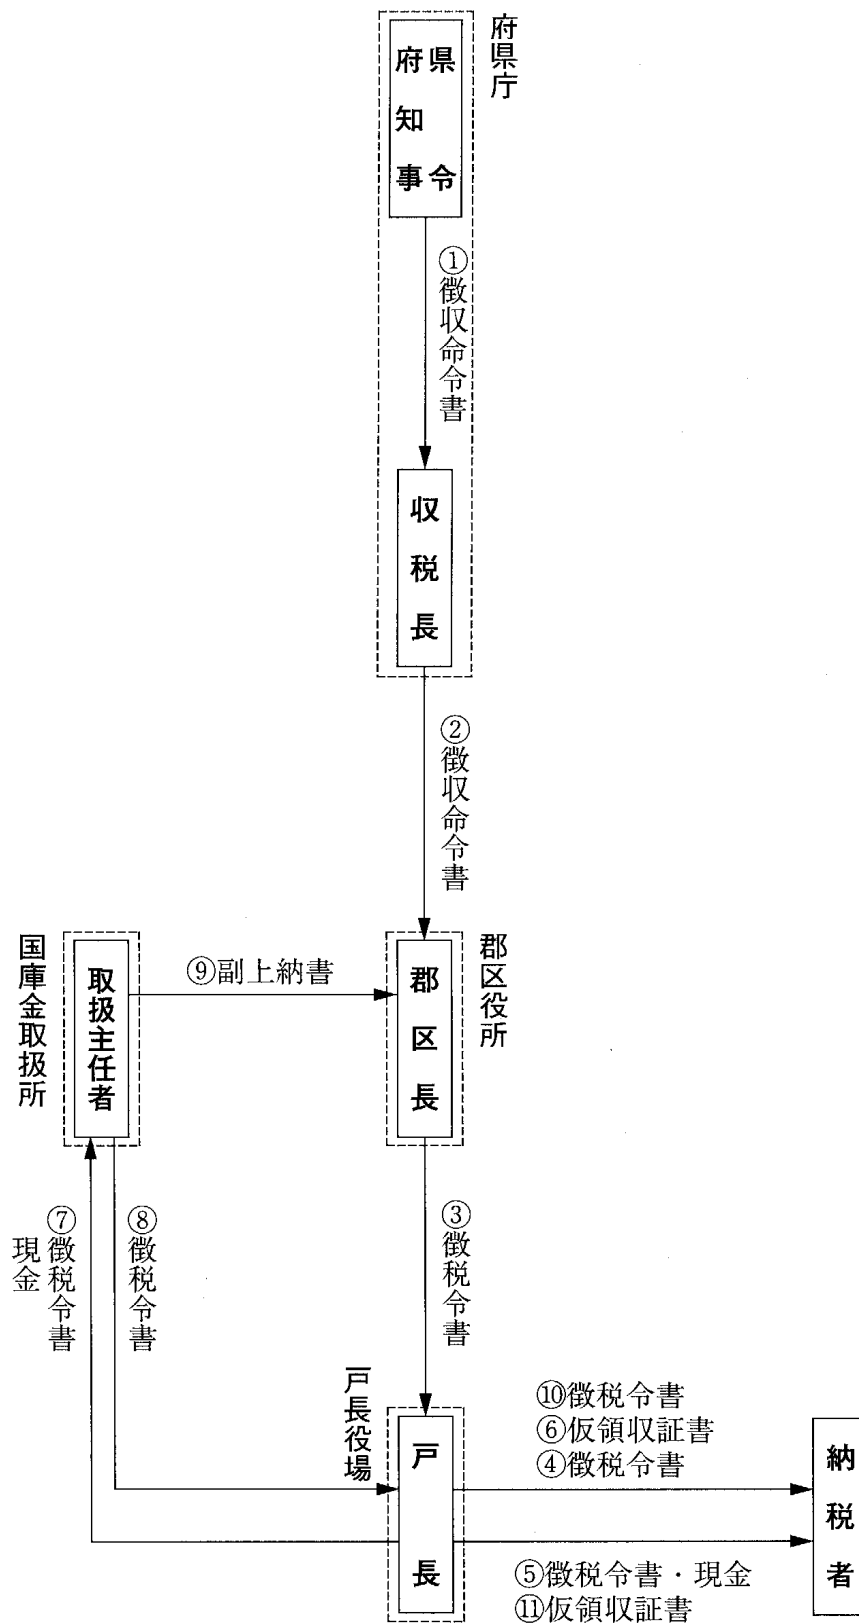 府県庁
府知事
県令
①徴収命令書
収税長
②徴収命令書
国庫金取扱所
取扱主任者
⑨副上納書
郡区長
郡区役所
⑦徴税令書
現金
⑧徴税令書
③徴税令書
戸長役場
戸長
⑩徴税令書
⑥仮領収証書
④徴税令書
⑤徴税令書・現金
⑪仮領収証書
納税者